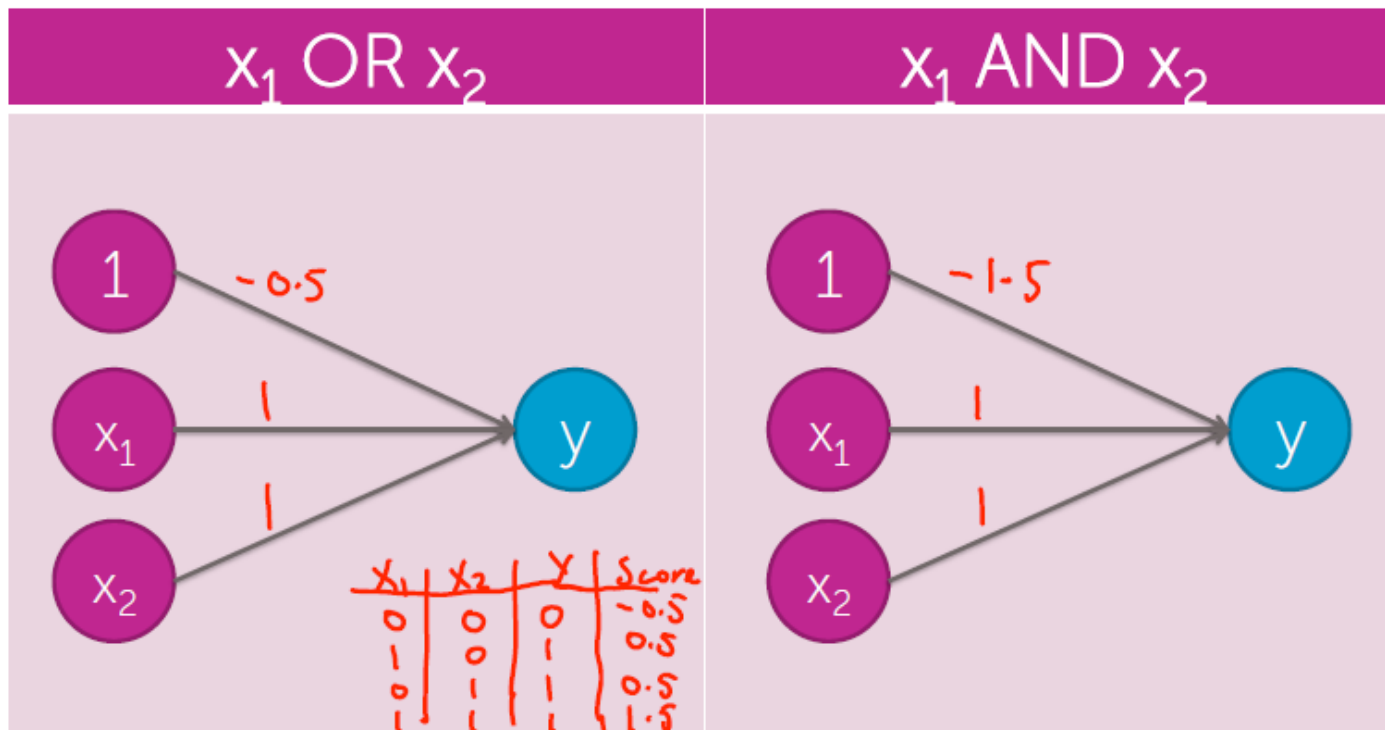 x₁ OR x₂
x₁ AND x₂
1
-0.5
x₁
1
x₂
1
y
X₁ X₂ Y Score
0 0 0 -0.5
1 0 1 0.5
0 1 1 0.5
1 1 1 1.5
1
-1.5
x₁
1
x₂
1
y